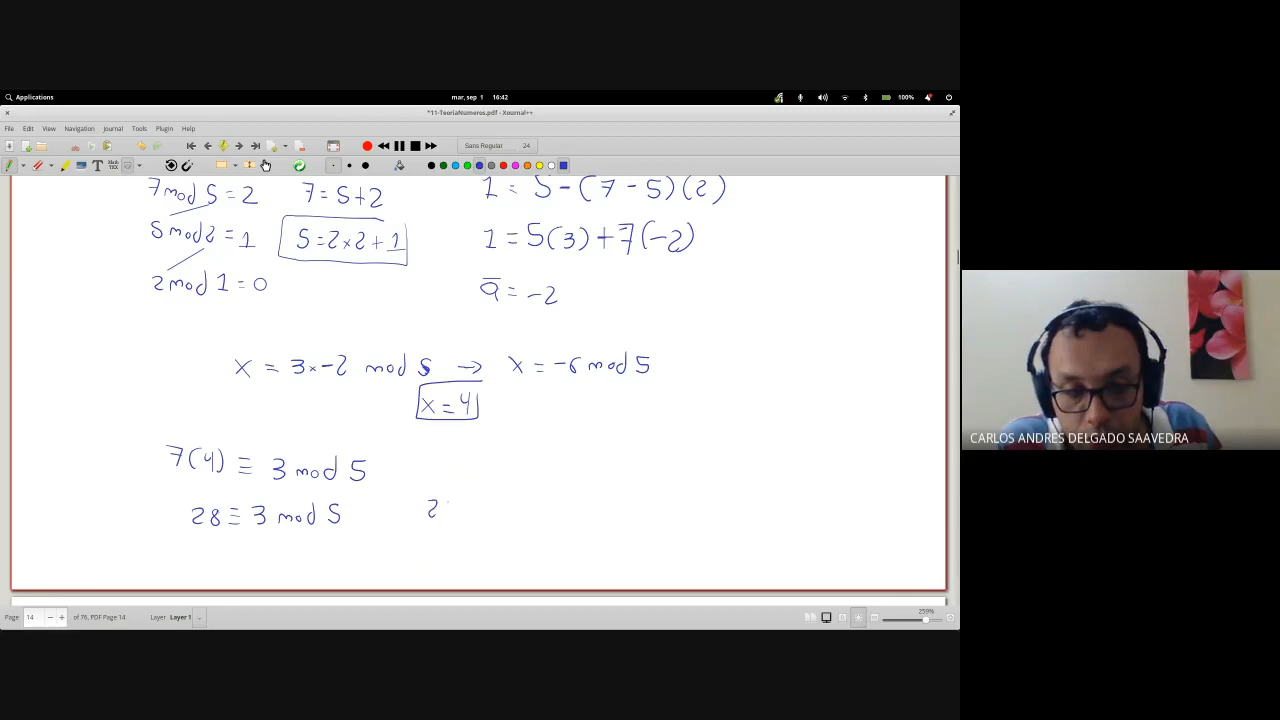 Applications
mar, sep 1 16:42
100%
*11-TeoriaNumeros.pdf - Xournal++
File Edit View Navigation Journal Tools Plugin Help
Sans Regular 24
7 mod 5 = 2
7 = 5 + 2
1 = 5 - (7 - 5)(2)
5 mod 2 = 1
5 = 2 × 2 + 1
1 = 5(3) + 7(-2)
2 mod 1 = 0
a̅ = -2
x = 3 × -2 mod 5 → x = -6 mod 5
x = 4
7(4) ≡ 3 mod 5
28 ≡ 3 mod 5
2
Page 14 of 76, PDF Page 14 Layer Layer 1
259%
CARLOS ANDRES DELGADO SAAVEDRA